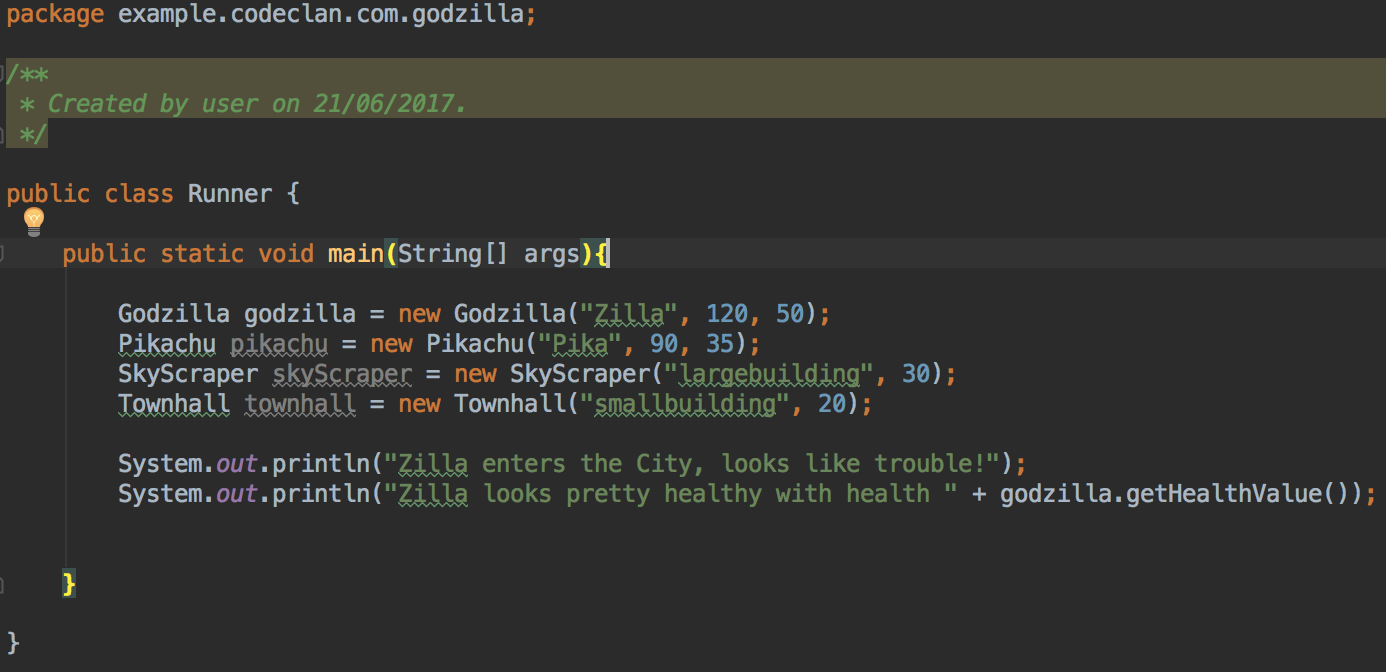 package example.codeclan.com.godzilla;
/**
* Created by user on 21/06/2017.
*/
public class Runner {
public static void main(String[] args){
Godzilla godzilla = new Godzilla("Zilla", 120, 50);
Pikachu pikachu = new Pikachu("Pika", 90, 35);
SkyScraper skyScraper = new SkyScraper("largebuilding", 30);
Townhall townhall = new Townhall("smallbuilding", 20);
System.out.println("Zilla enters the City, looks like trouble!");
System.out.println("Zilla looks pretty healthy with health " + godzilla.getHealthValue());
}
}